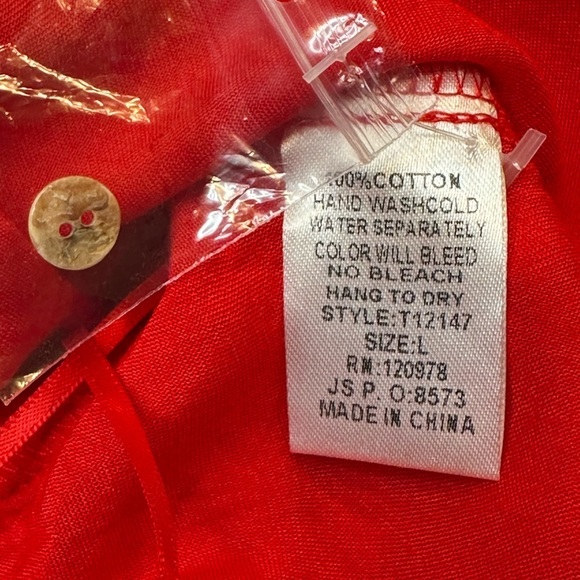 100%COTTON
HAND WASHCOLD
WATER SEPARATELY
COLOR WILL BLEED
NO BLEACH
HANG TO DRY
STYLE:T12147
SIZE:L
RN:120978
JS P. O:8573
MADE IN CHINA